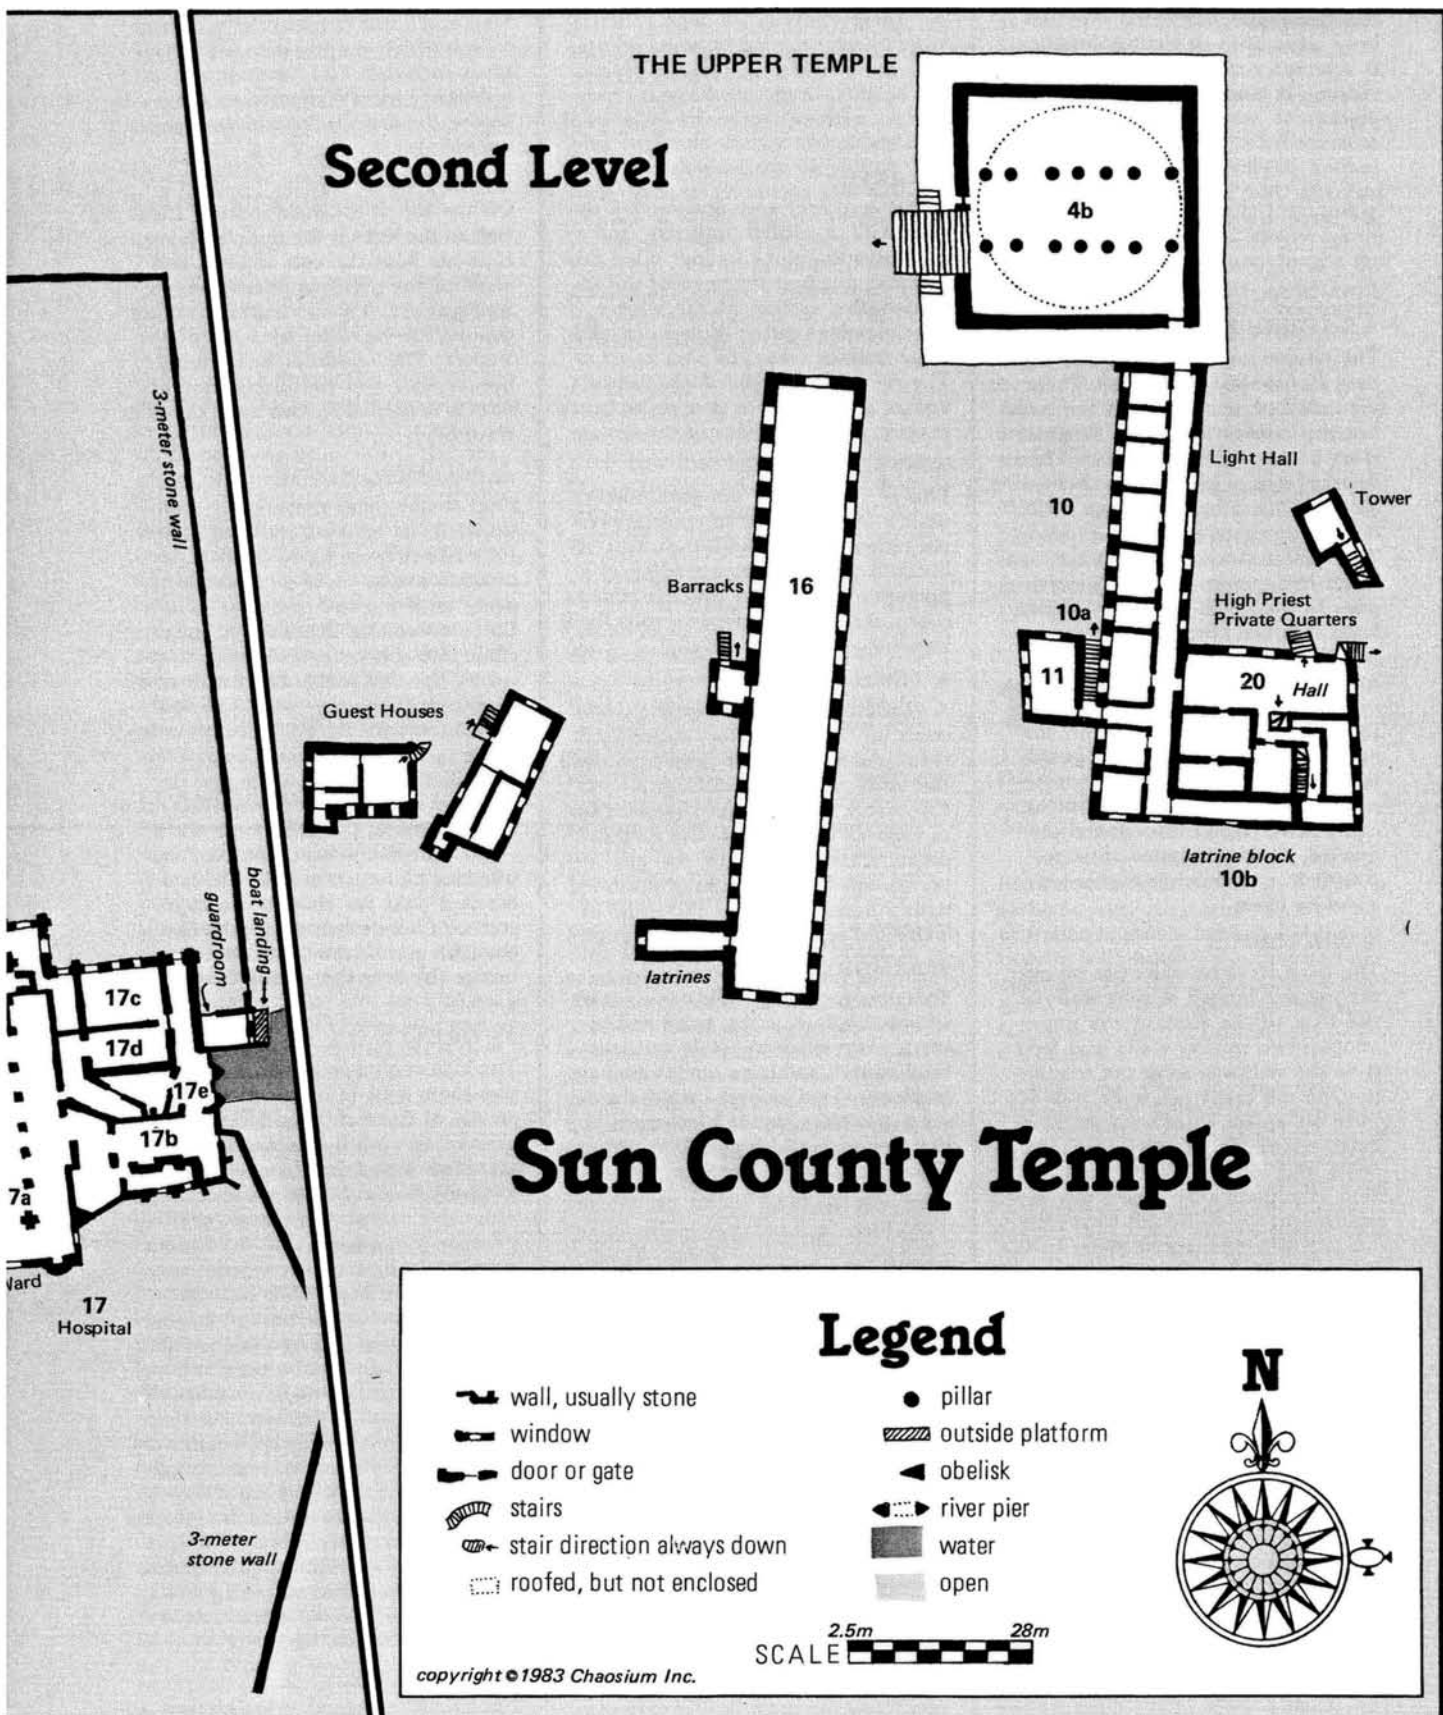 THE UPPER TEMPLE
Second Level
4b
3-meter stone wall
Light Hall
10
Tower
Barracks
16
10a
High Priest
Private Quarters
11
20
Hall
Guest Houses
latrine block
10b
boat landing
guardroom
latrines
17c
17d
17e
17b
7a
Sun County Temple
Ward
17
Hospital
3-meter
stone wall
Legend
wall, usually stone
window
door or gate
stairs
stair direction always down
roofed, but not enclosed
pillar
outside platform
obelisk
river pier
water
open
N
2.5m 28m
SCALE
copyright © 1983 Chaosium Inc.